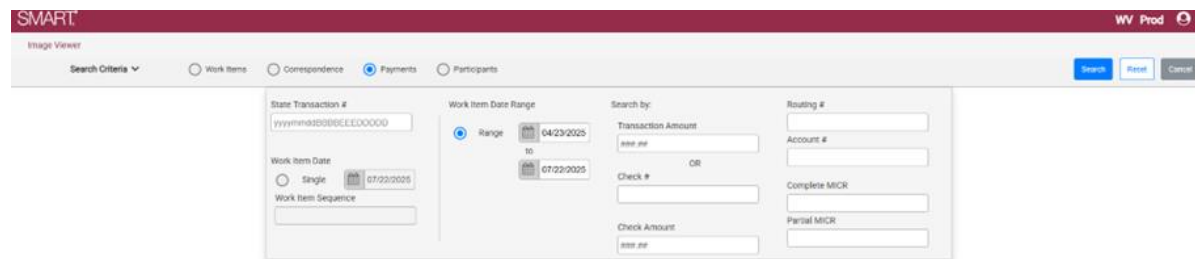 SMART
WV Prod
Image Viewer
Search Criteria
Work Items
Correspondence
Payments
Participants
Search
Reset
Cancel
State Transaction #
yyyymmddBBBBEEEDDDDD
Work Item Date
Single
07/22/2025
Work Item Sequence
Work Item Date Range
Range
04/23/2025
to
07/22/2025
Search by:
Transaction Amount
###.##
OR
Check #
Check Amount
###.##
Routing #
Account #
Complete MICR
Partial MICR